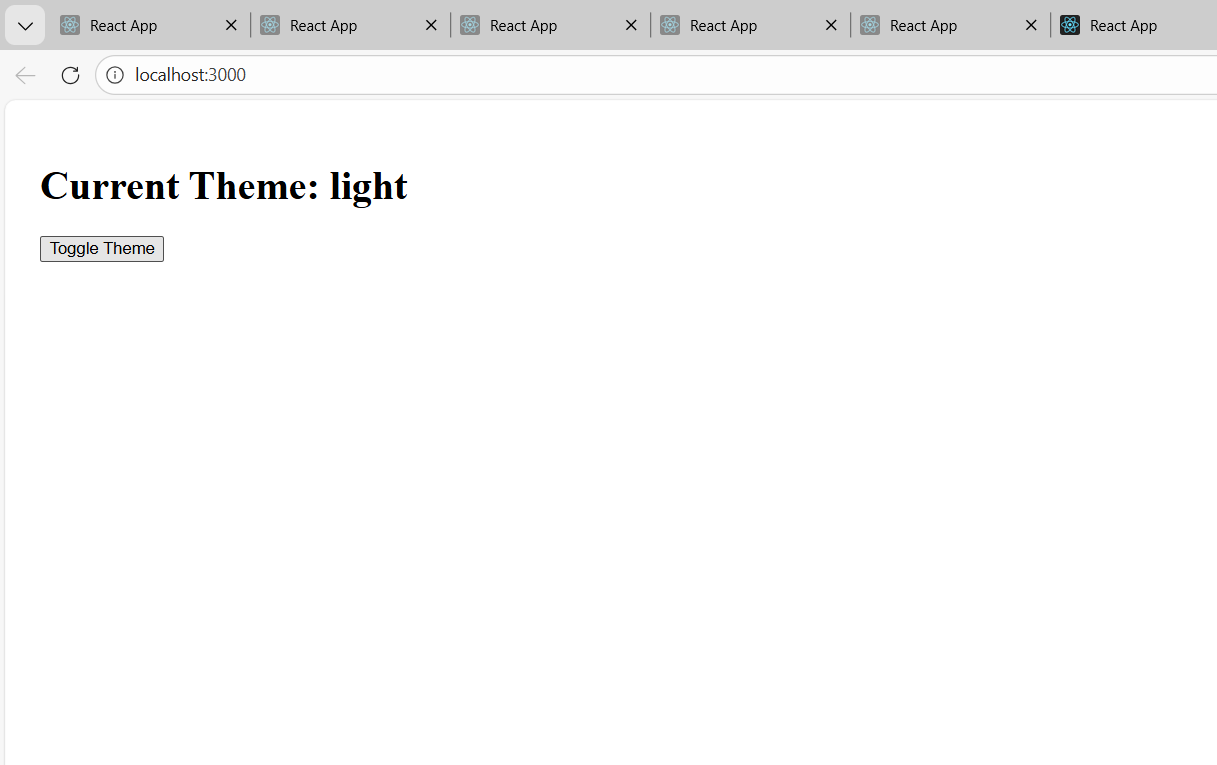 React App React App React App React App React App React App
localhost:3000
Current Theme: light
Toggle Theme